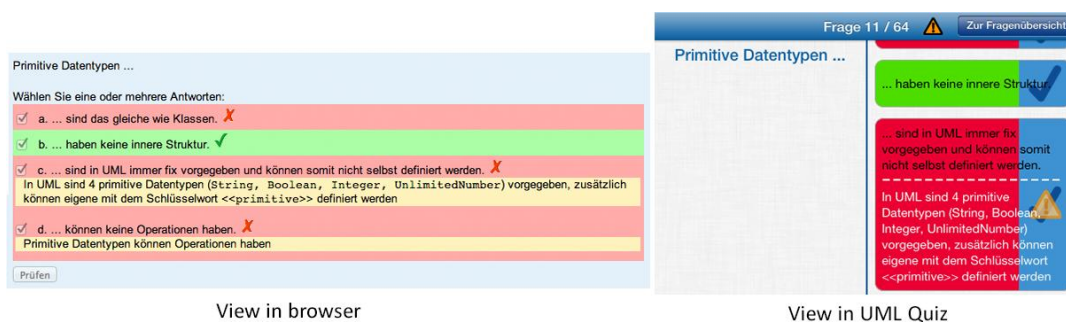 Primitive Datentypen ...
Wählen Sie eine oder mehrere Antworten:
a. ... sind das gleiche wie Klassen. ✗
b. ... haben keine innere Struktur. ✓
c. ... sind in UML immer fix vorgegeben und können somit nicht selbst definiert werden. ✗
In UML sind 4 primitive Datentypen (String, Boolean, Integer, UnlimitedNumber) vorgegeben, zusätzlich
können eigene mit dem Schlüsselwort <<primitive>> definiert werden
d. ... können keine Operationen haben. ✗
Primitive Datentypen können Operationen haben
Prüfen
View in browser
Frage 11 / 64
Zur Fragenübersicht
Primitive Datentypen ...
... haben keine innere Struktur.
... sind in UML immer fix
vorgegeben und können somit
nicht selbst definiert werden.
In UML sind 4 primitive
Datentypen (String, Boolean,
Integer, UnlimitedNumber)
vorgegeben, zusätzlich können
eigene mit dem Schlüsselwort
<<primitive>> definiert werden
View in UML Quiz